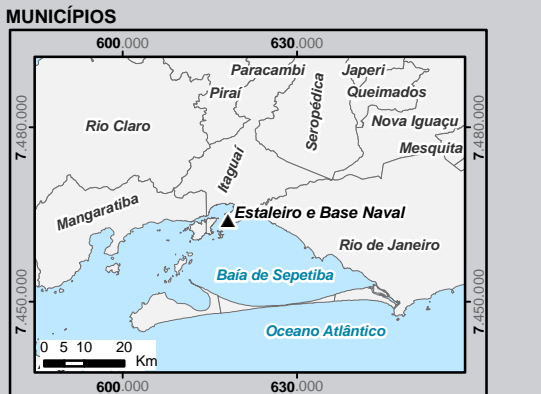 MUNICÍPIOS
600.000 630.000
Paracambi Japeri
Piraí Queimados
Seropédica
7.480.000 7.480.000
Rio Claro Nova Iguaçu
Mesquita
Itaguaí
Mangaratiba
Estaleiro e Base Naval
Rio de Janeiro
Baía de Sepetiba
7.450.000 7.450.000
Oceano Atlântico
0 5 10 20
Km
600.000 630.000